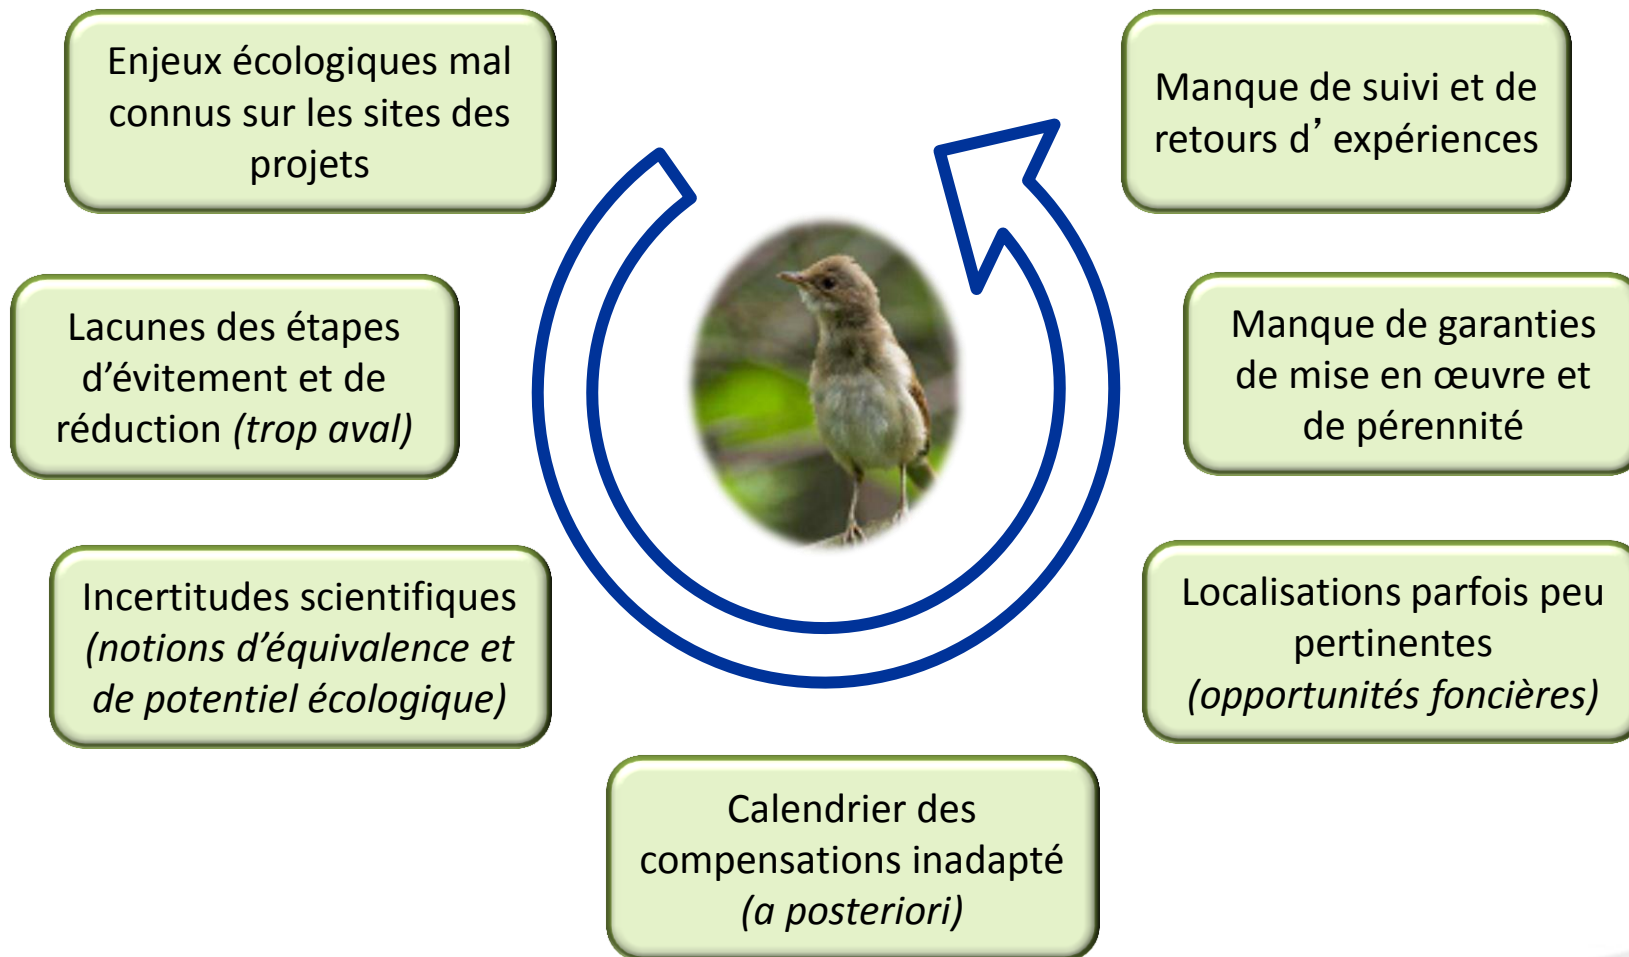 Enjeux écologiques mal
connus sur les sites des
projets
Lacunes des étapes
d’évitement et de
réduction (trop aval)
Incertitudes scientifiques
(notions d’équivalence et
de potentiel écologique)
Calendrier des
compensations inadapté
(a posteriori)
Localisations parfois peu
pertinentes
(opportunités foncières)
Manque de garanties
de mise en œuvre et
de pérennité
Manque de suivi et de
retours d’ expériences